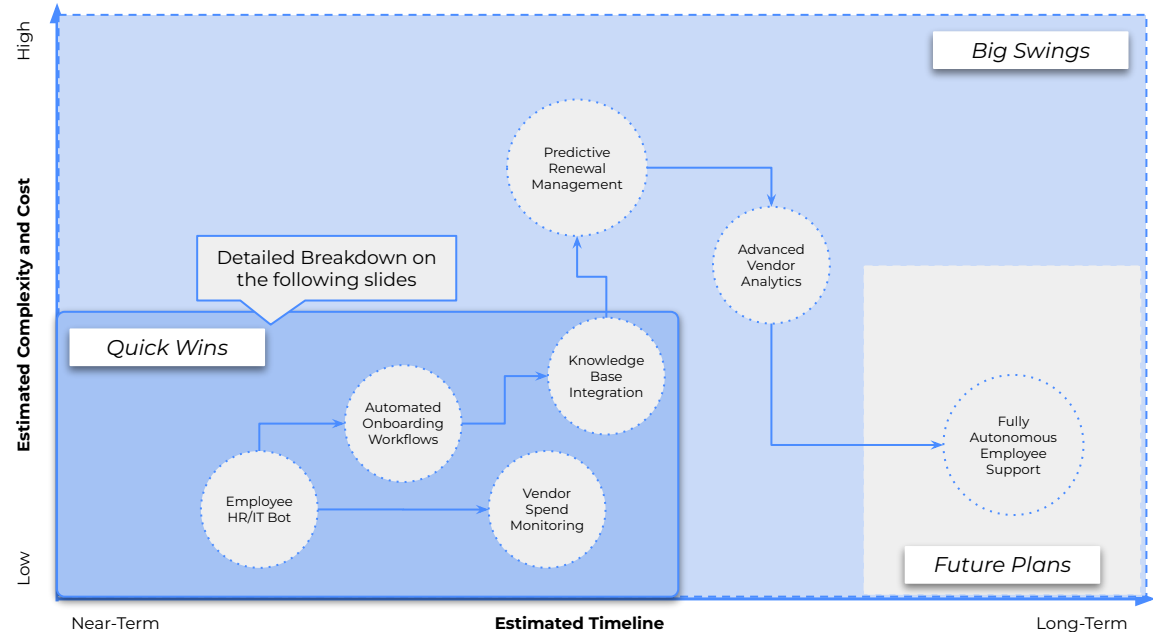 High
Big Swings
Predictive
Renewal
Management
Estimated Complexity and Cost
Detailed Breakdown on
the following slides
Advanced
Vendor
Analytics
Quick Wins
Knowledge
Base
Integration
Automated
Onboarding
Workflows
Fully
Autonomous
Employee
Support
Employee
HR/IT Bot
Vendor
Spend
Monitoring
Low
Future Plans
Near-Term
Estimated Timeline
Long-Term